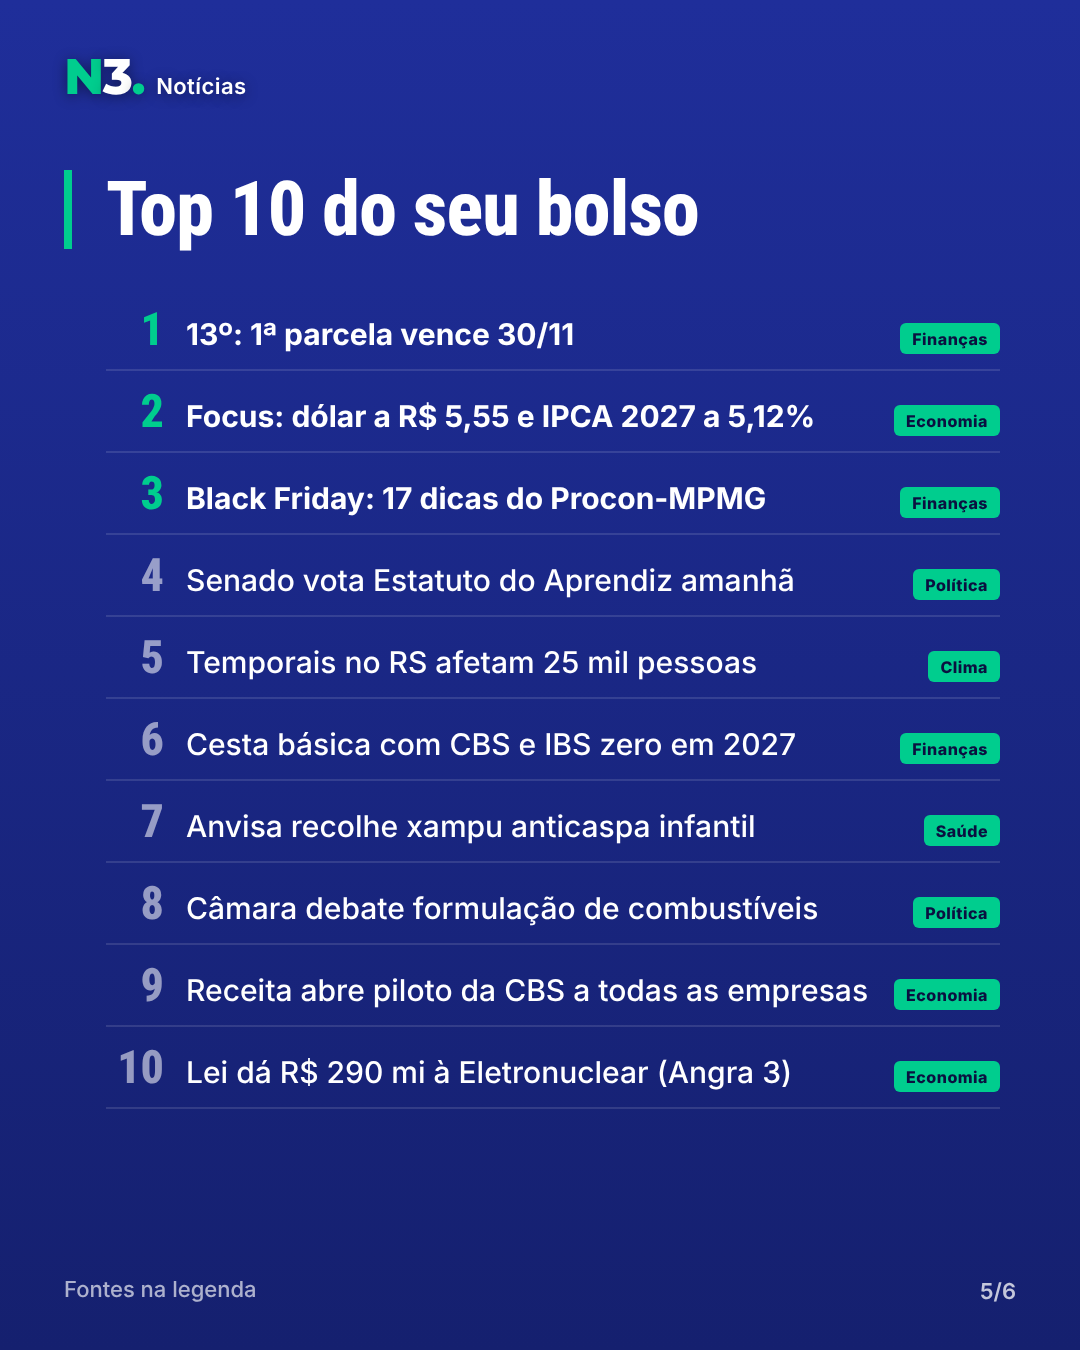 N3. Notícias
Top 10 do seu bolso
1 13º: 1ª parcela vence 30/11 Finanças
2 Focus: dólar a R$ 5,55 e IPCA 2027 a 5,12% Economia
3 Black Friday: 17 dicas do Procon-MPMG Finanças
4 Senado vota Estatuto do Aprendiz amanhã Política
5 Temporais no RS afetam 25 mil pessoas Clima
6 Cesta básica com CBS e IBS zero em 2027 Finanças
7 Anvisa recolhe xampu anticaspa infantil Saúde
8 Câmara debate formulação de combustíveis Política
9 Receita abre piloto da CBS a todas as empresas Economia
10 Lei dá R$ 290 mi à Eletronuclear (Angra 3) Economia
Fontes na legenda 5/6